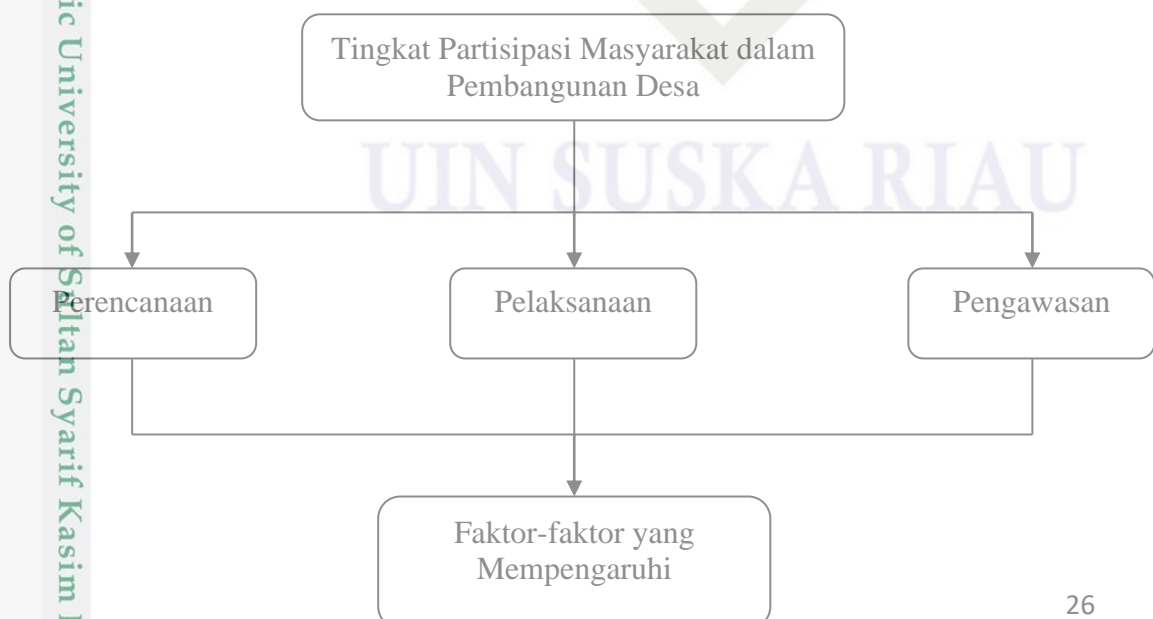 ic University of Sultan Syarif Kasim
Tingkat Partisipasi Masyarakat dalam
Pembangunan Desa
UIN SUSKA RIAU
Perencanaan
Pelaksanaan
Pengawasan
Faktor-faktor yang
Mempengaruhi
26